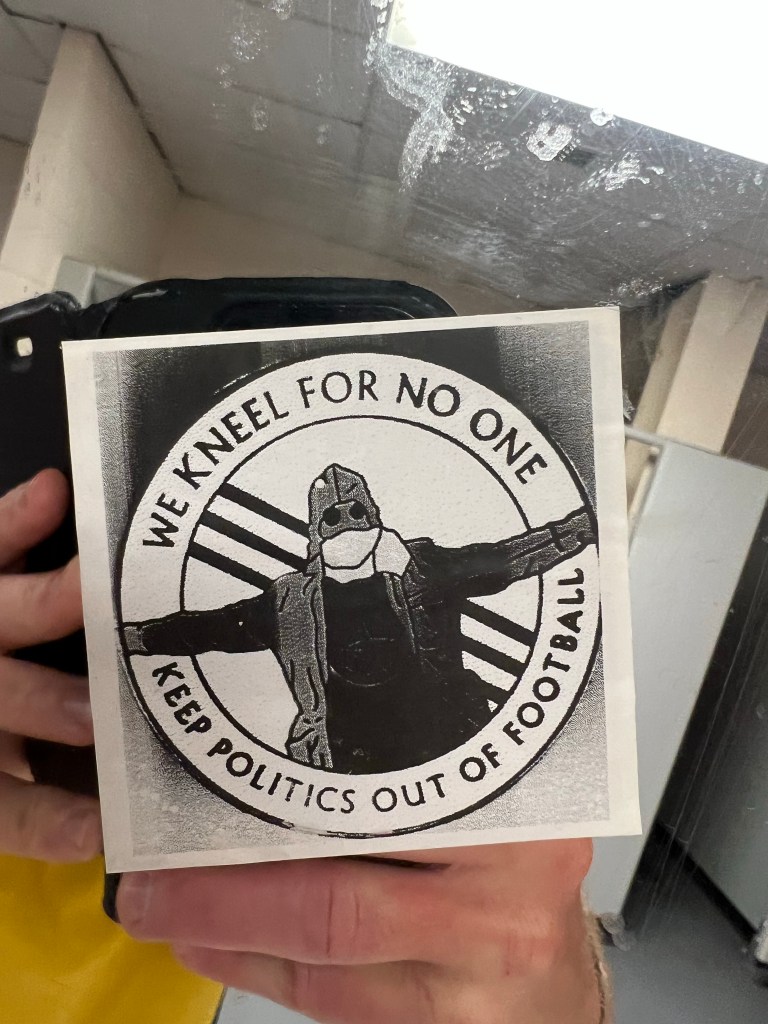 WE KNEEL FOR NO ONE
KEEP POLITICS OUT OF FOOTBALL